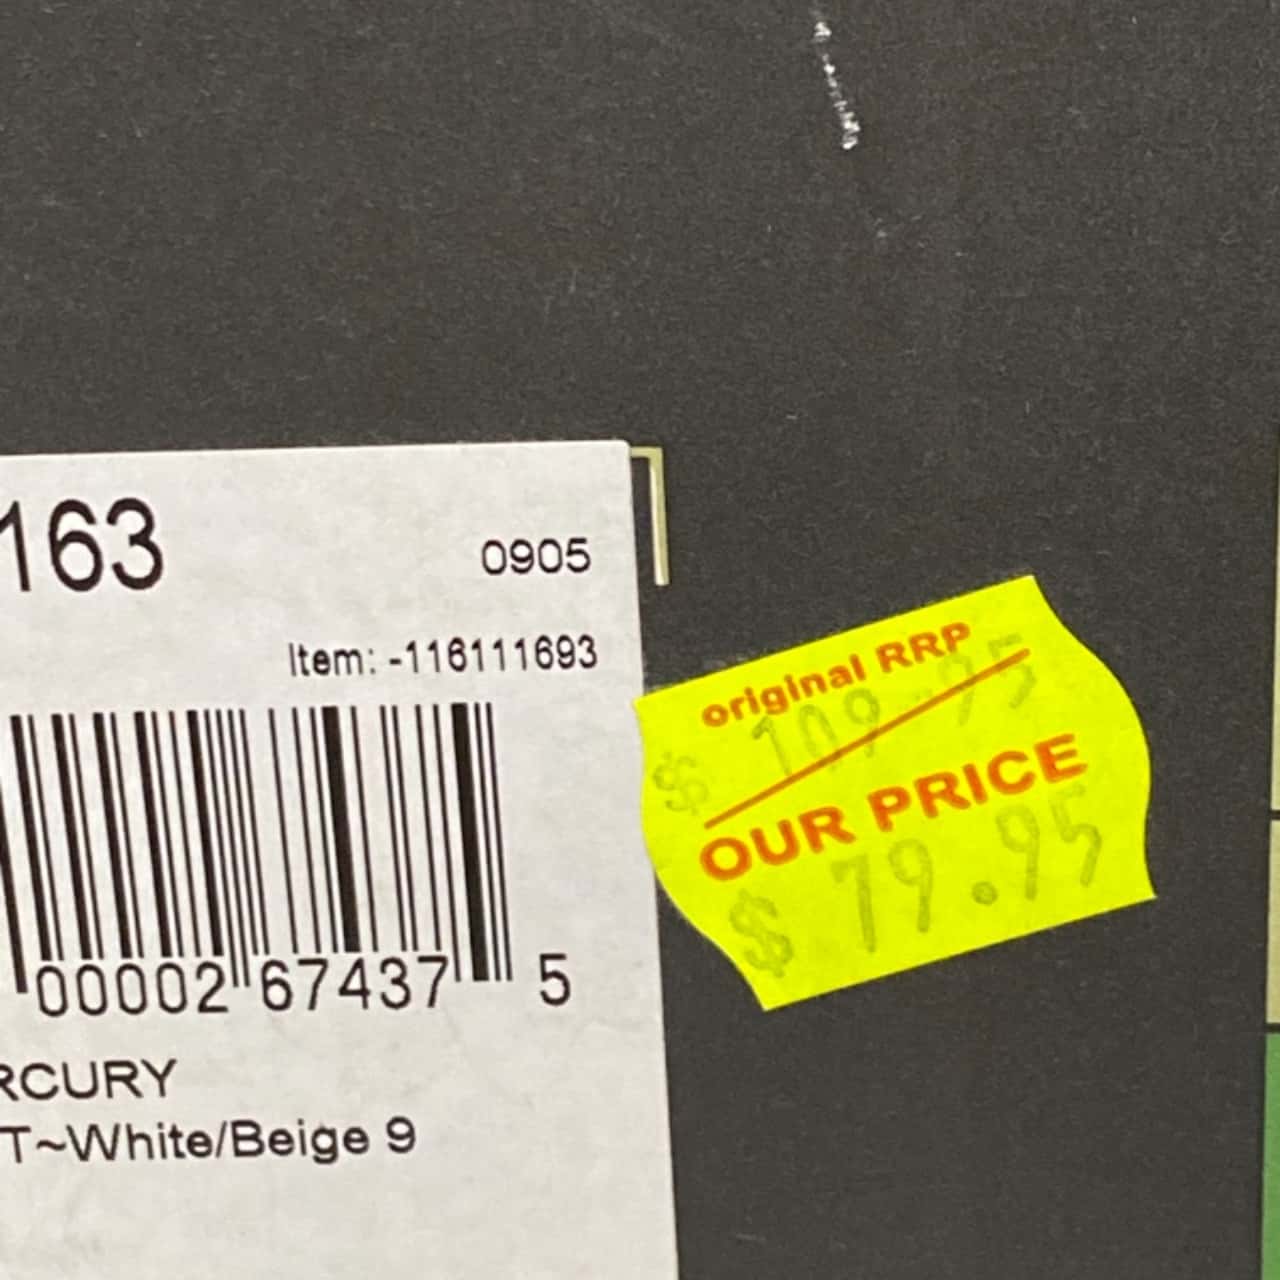 163
0905
Item: -116111693
00002 67437 5
RCURY
T~White/Beige 9
original RRP
$ 109.95
OUR PRICE
$ 79.95